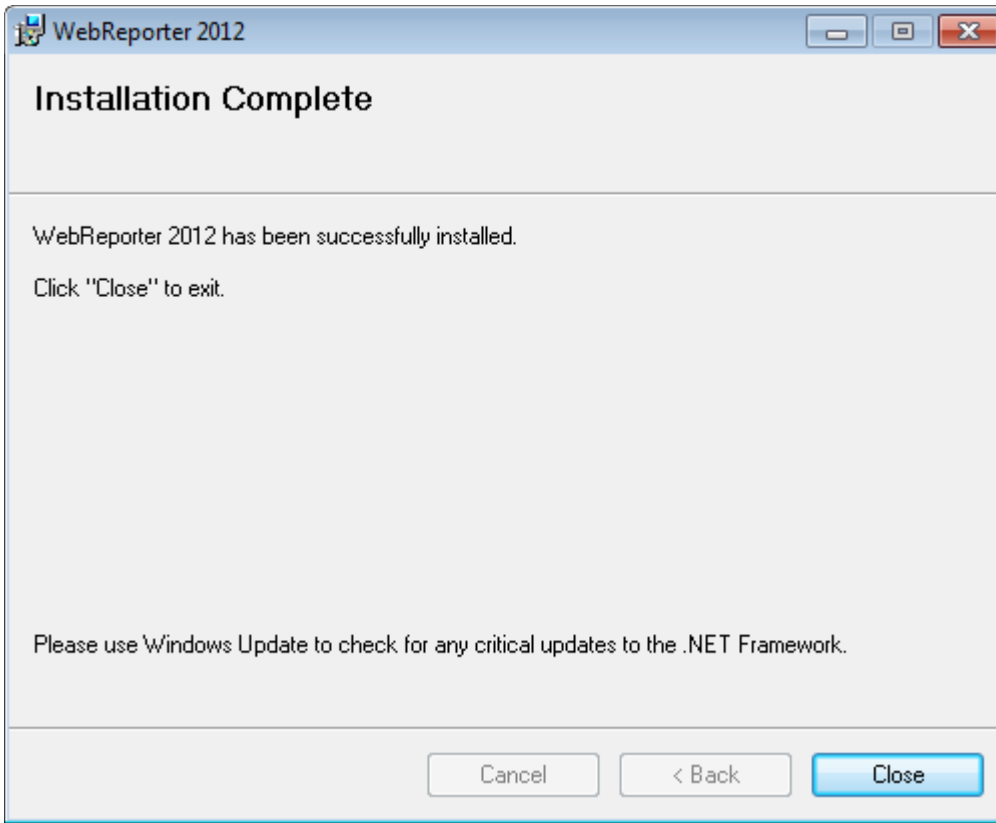 WebReporter 2012
Installation Complete
WebReporter 2012 has been successfully installed.
Click "Close" to exit.
Please use Windows Update to check for any critical updates to the .NET Framework.
Cancel
< Back
Close